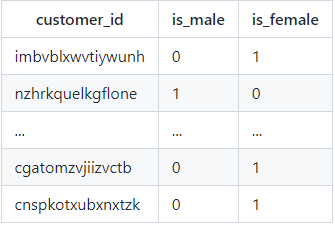 customer_id is_male is_female
imbvblxwvtiywunh 0 1
nzhrkquelkgflone 1 0
... ... ...
cgatomzvjiizvctb 0 1
cnspkotxubxnxtzk 0 1